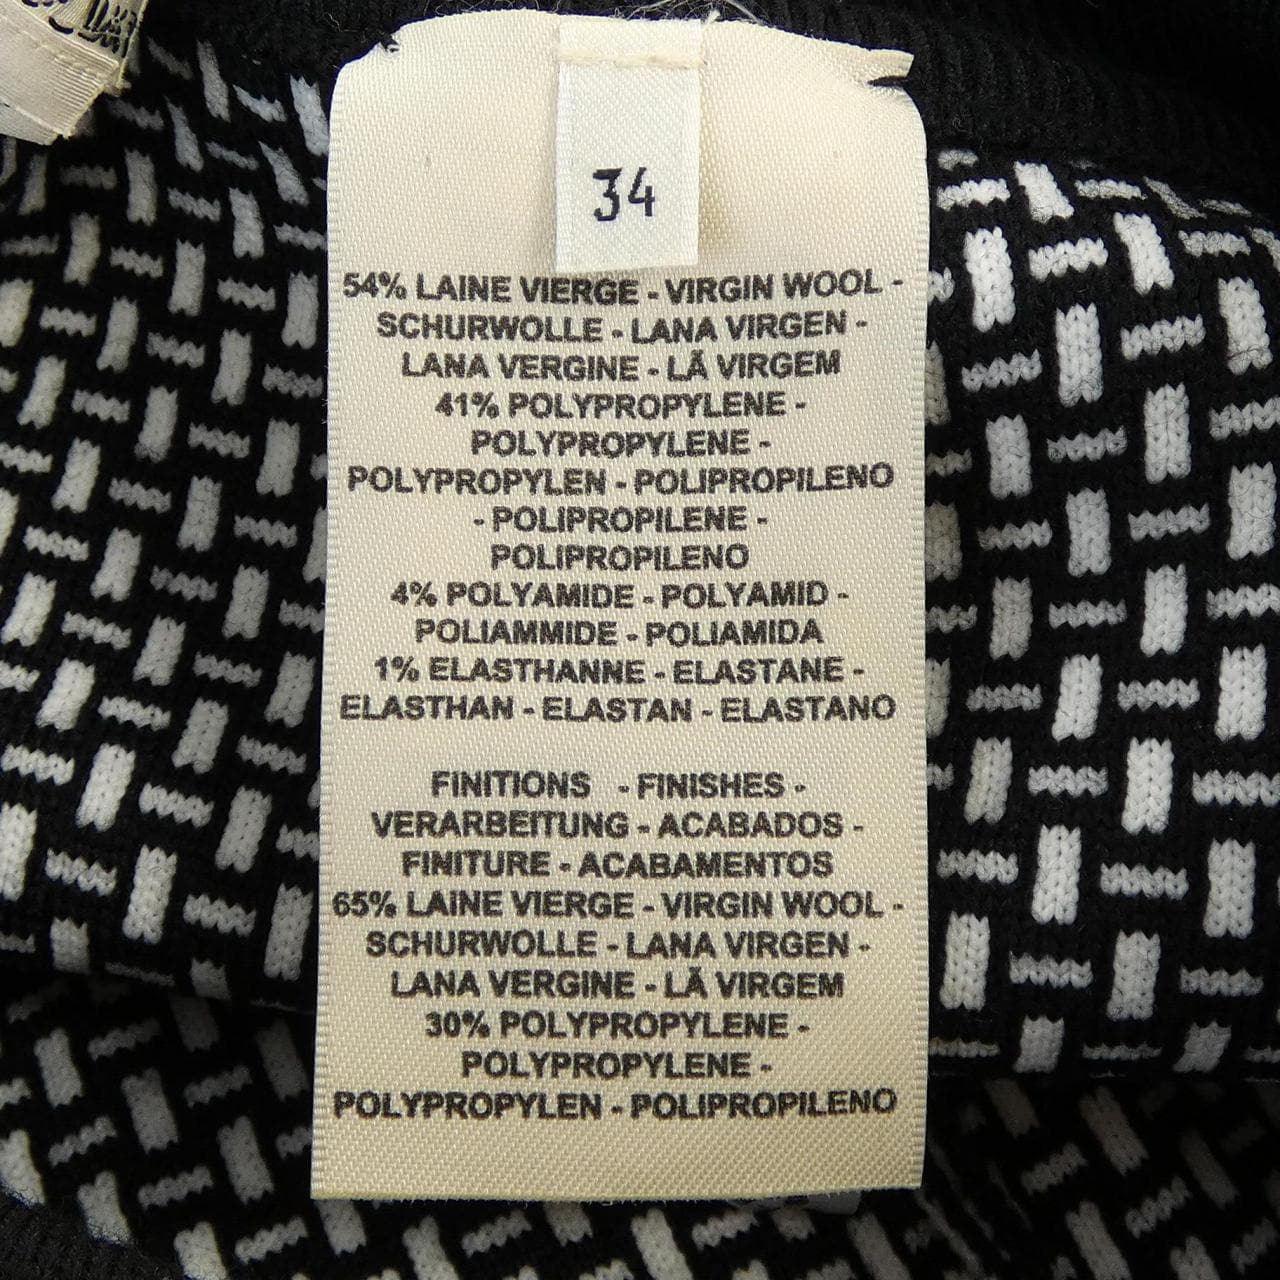 34
54% LAINE VIERGE - VIRGIN WOOL -
SCHURWOLLE - LANA VIRGEN -
LANA VERGINE - LÃ VIRGEM
41% POLYPROPYLENE -
POLYPROPYLENE -
POLYPROPYLEN - POLIPROPILENO
- POLIPROPILENE -
POLIPROPILENO
4% POLYAMIDE - POLYAMID -
POLIAMMIDE - POLIAMIDA
1% ELASTHANNE - ELASTANE -
ELASTHAN - ELASTAN - ELASTANO
FINITIONS - FINISHES -
VERARBEITUNG - ACABADOS -
FINITURE - ACABAMENTOS
65% LAINE VIERGE - VIRGIN WOOL -
SCHURWOLLE - LANA VIRGEN -
LANA VERGINE - LÃ VIRGEM
30% POLYPROPYLENE -
POLYPROPYLENE -
POLYPROPYLEN - POLIPROPILENO